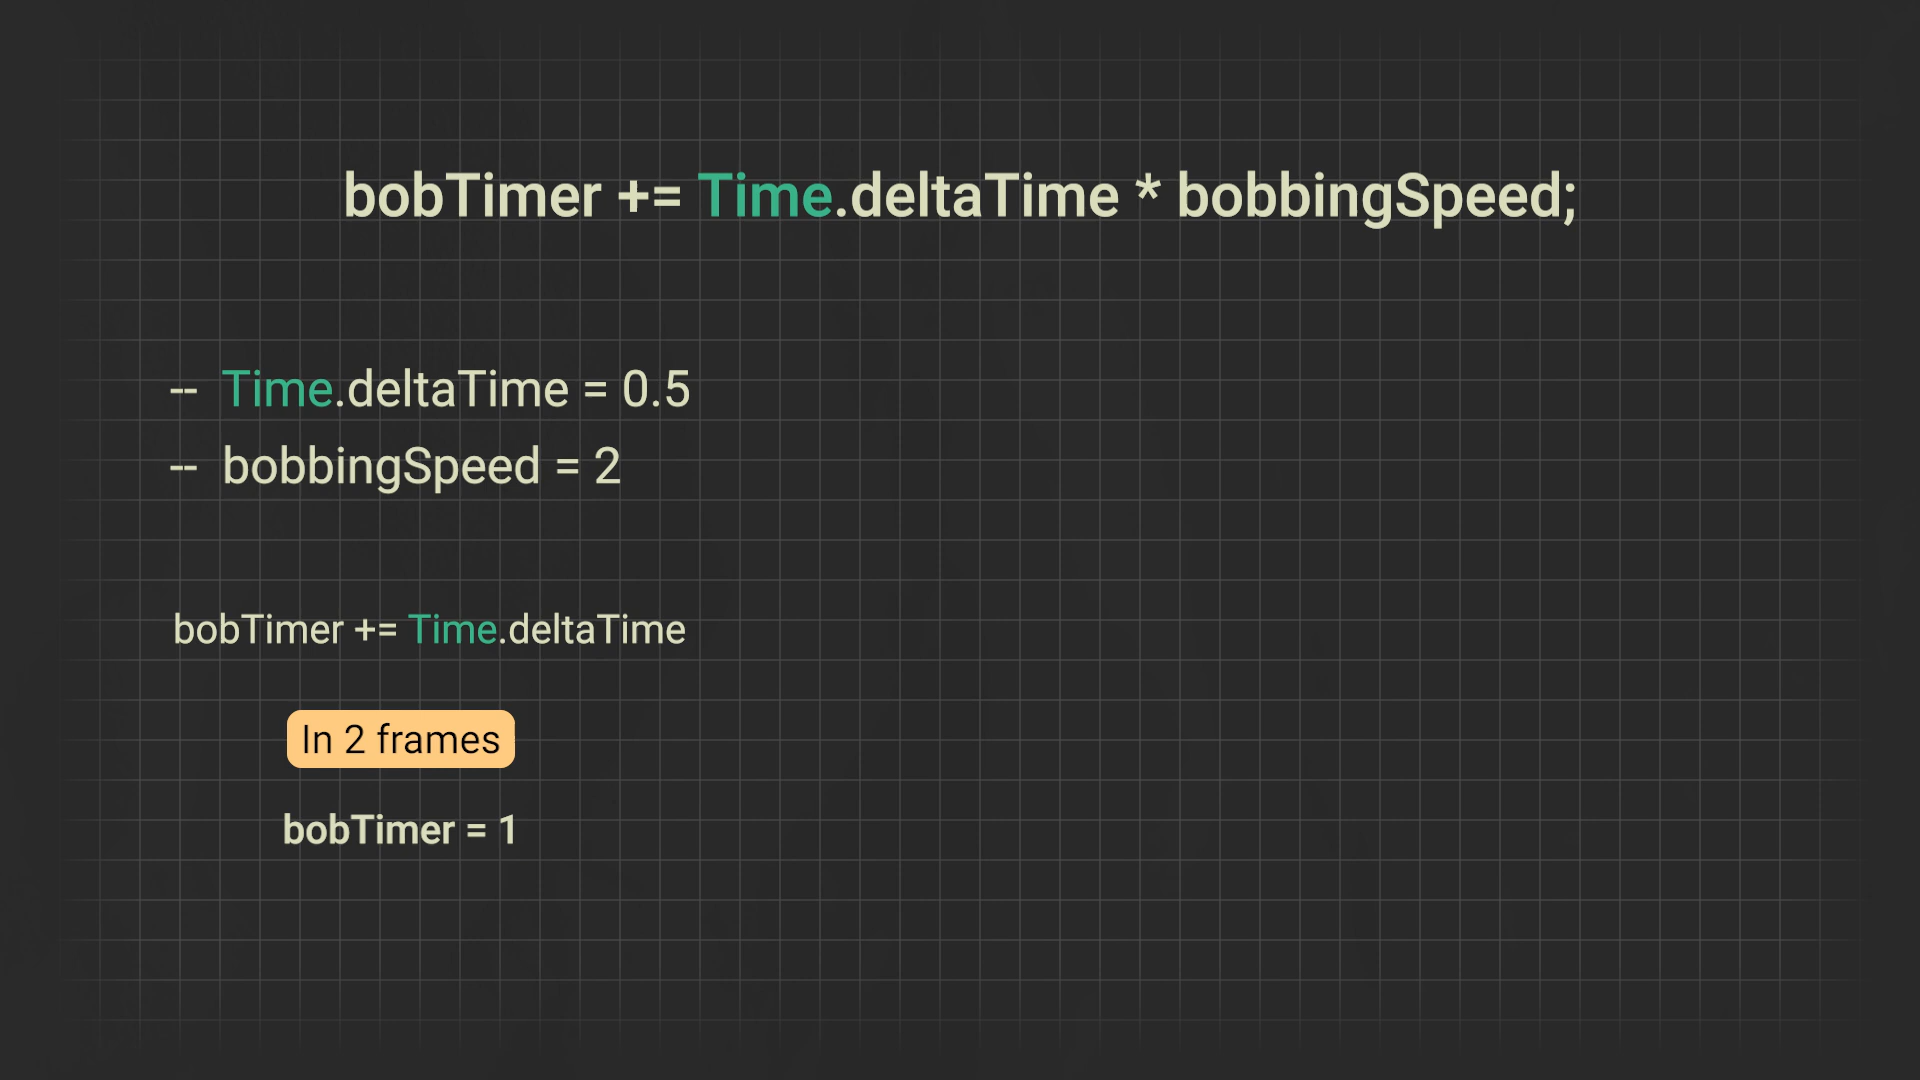 bobTimer += Time.deltaTime * bobbingSpeed;
-- Time.deltaTime = 0.5
-- bobbingSpeed = 2
bobTimer += Time.deltaTime
In 2 frames
bobTimer = 1